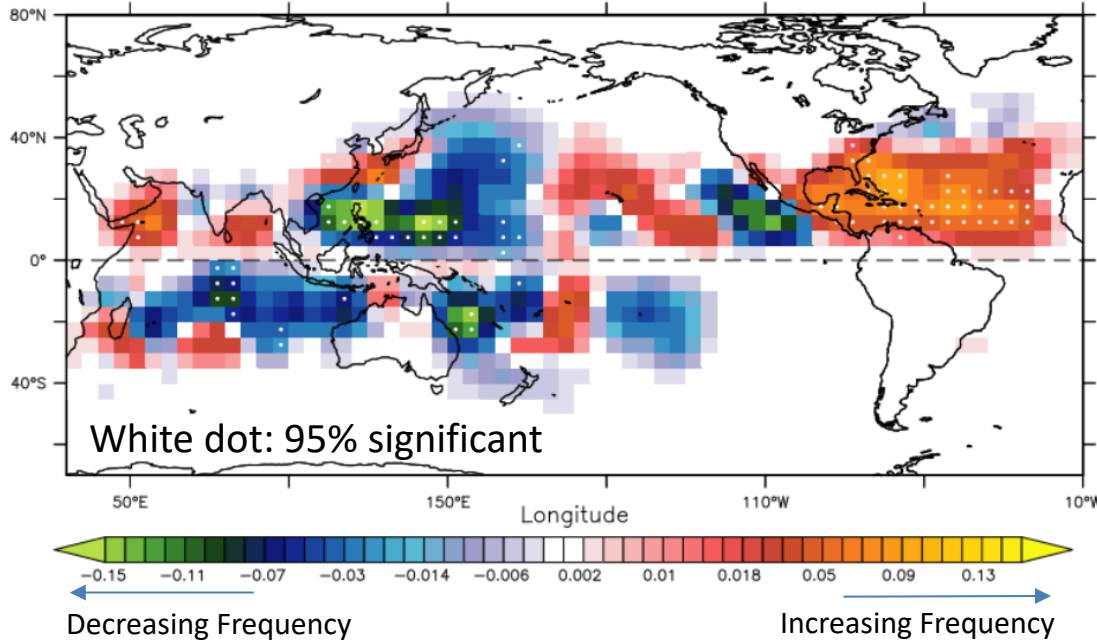 80°N
40°N
0°
40°S
White dot: 95% significant
50°E 150°E 110°W 10°W
Longitude
−0.15 −0.11 −0.07 −0.03 −0.014 −0.006 0.002 0.01 0.018 0.05 0.09 0.13
Decreasing Frequency Increasing Frequency